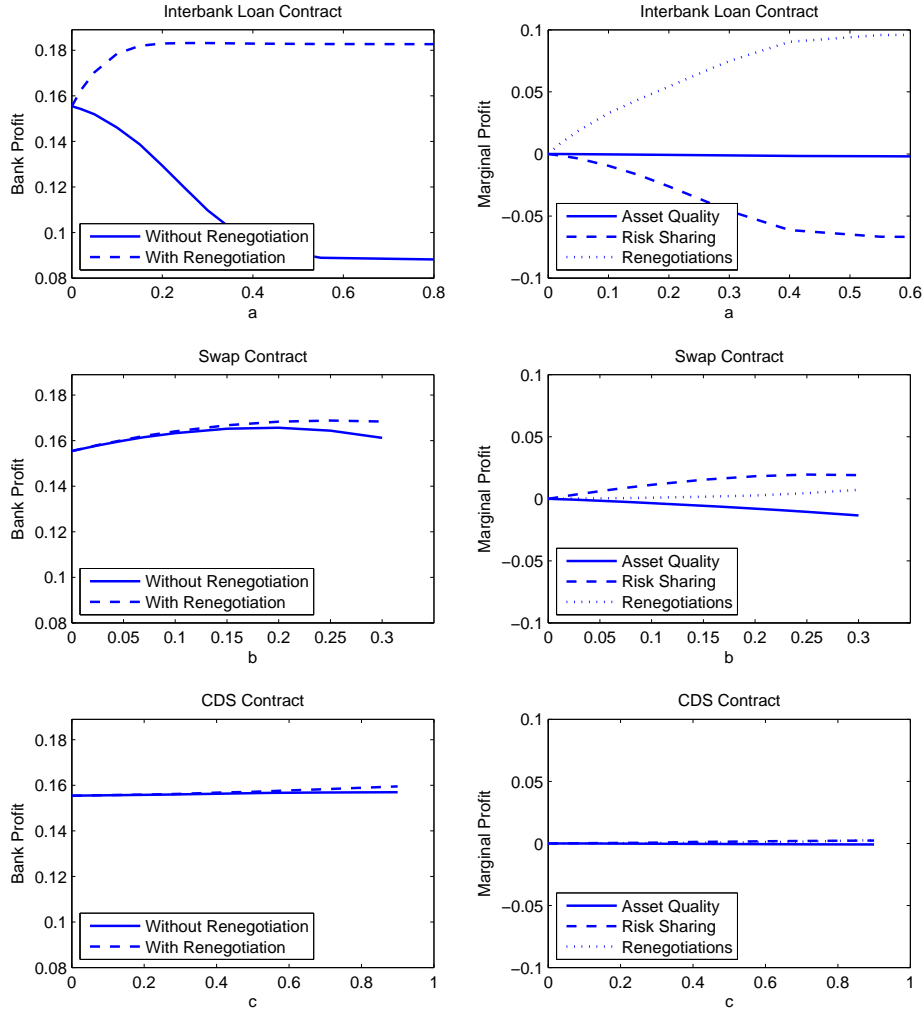 Interbank Loan Contract
Bank Profit
0.18
0.16
0.14
0.12
0.1
0.08
Without Renegotiation
With Renegotiation
0 0.2 0.4 0.6 0.8
a
Interbank Loan Contract
Marginal Profit
0.1
0.05
0
−0.05
−0.1
Asset Quality
Risk Sharing
Renegotiations
0 0.1 0.2 0.3 0.4 0.5 0.6
a
Swap Contract
Bank Profit
0.18
0.16
0.14
0.12
0.1
0.08
Without Renegotiation
With Renegotiation
0 0.05 0.1 0.15 0.2 0.25 0.3
b
Swap Contract
Marginal Profit
0.1
0.05
0
−0.05
−0.1
Asset Quality
Risk Sharing
Renegotiations
0 0.05 0.1 0.15 0.2 0.25 0.3
b
CDS Contract
Bank Profit
0.18
0.16
0.14
0.12
0.1
0.08
Without Renegotiation
With Renegotiation
0 0.2 0.4 0.6 0.8 1
c
CDS Contract
Marginal Profit
0.1
0.05
0
−0.05
−0.1
Asset Quality
Risk Sharing
Renegotiations
0 0.2 0.4 0.6 0.8 1
c